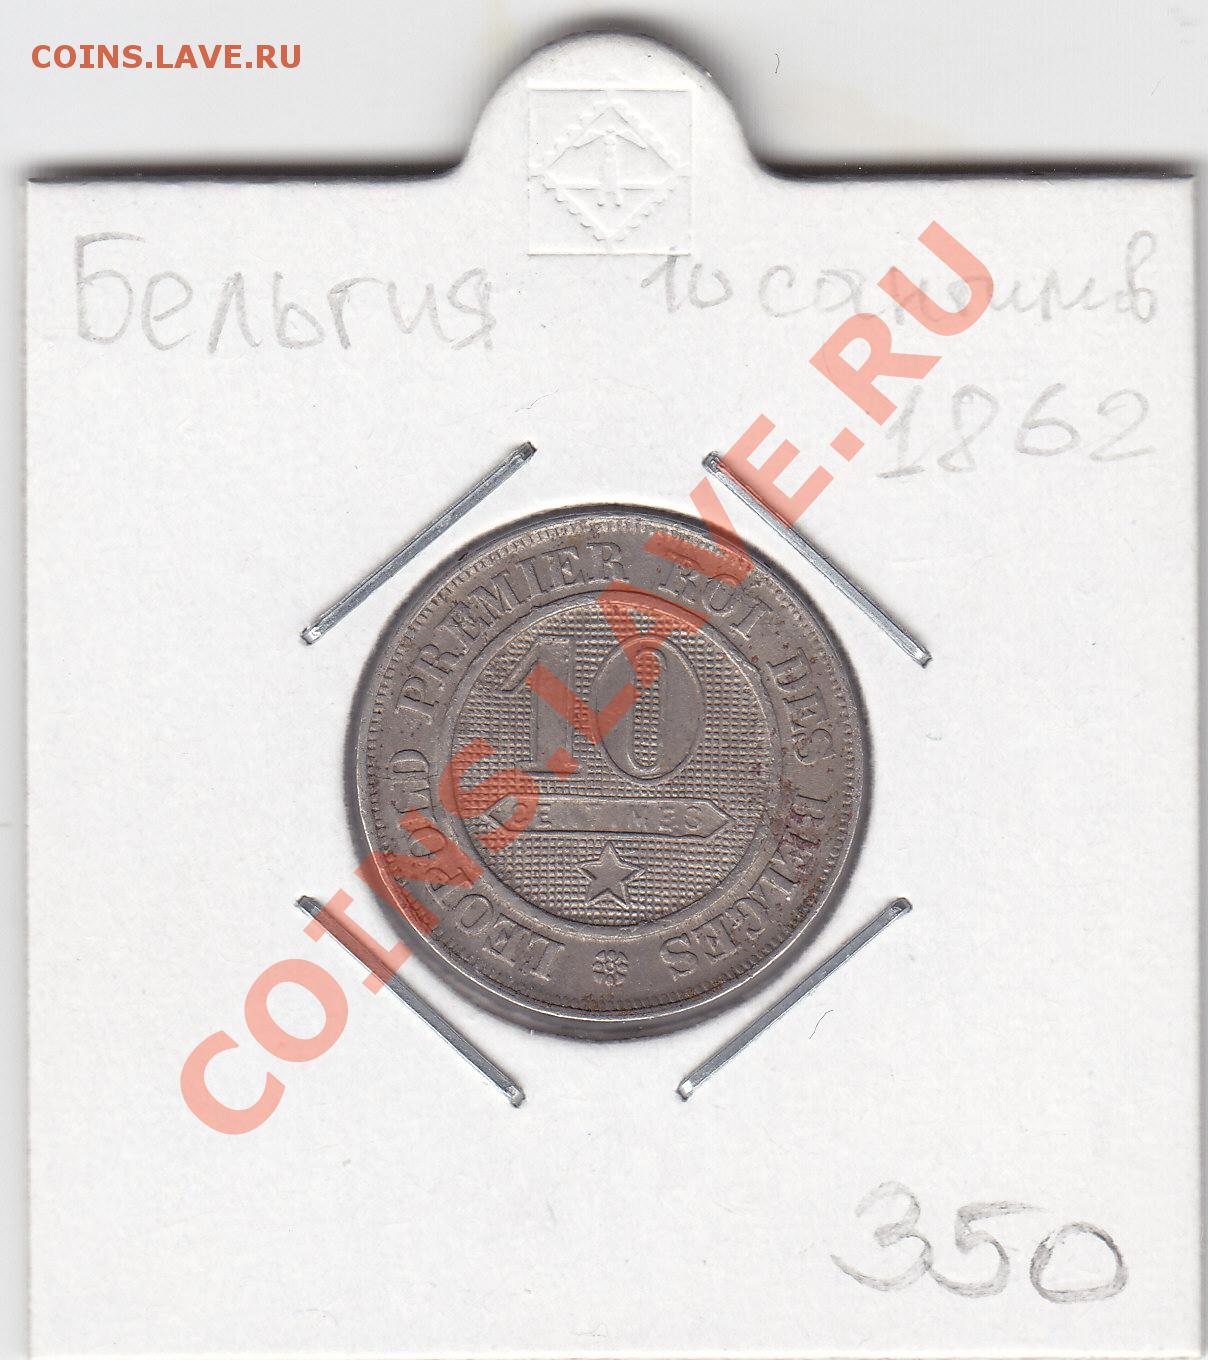 COINS.LAVE.RU
Бельгия 10 сантимов
1862
LEOPOLD PREMIER ROI DES BELGES
10
CENTIMES
COINS.LAVE.RU
350